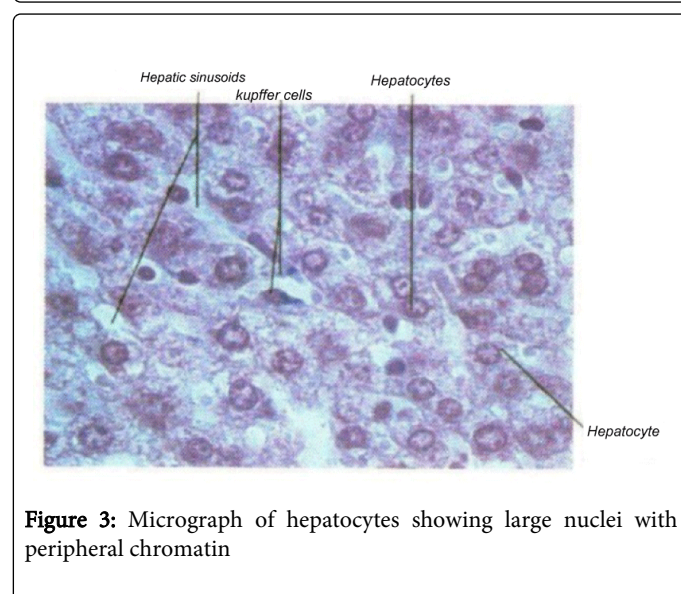 Hepatic sinusoids
kupffer cells
Hepatocytes
Hepatocyte
Figure 3: Micrograph of hepatocytes showing large nuclei with
peripheral chromatin